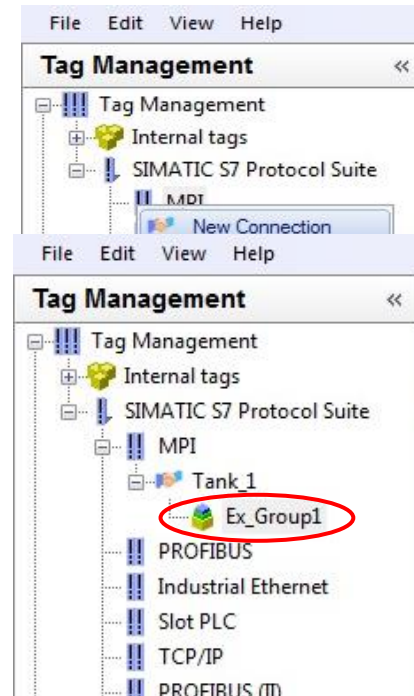 File Edit View Help
Tag Management «
Tag Management
Internal tags
SIMATIC S7 Protocol Suite
MPI
New Connection
File Edit View Help
Tag Management «
Tag Management
Internal tags
SIMATIC S7 Protocol Suite
MPI
Tank_1
Ex_Group1
PROFIBUS
Industrial Ethernet
Slot PLC
TCP/IP
PROFIBUS (II)